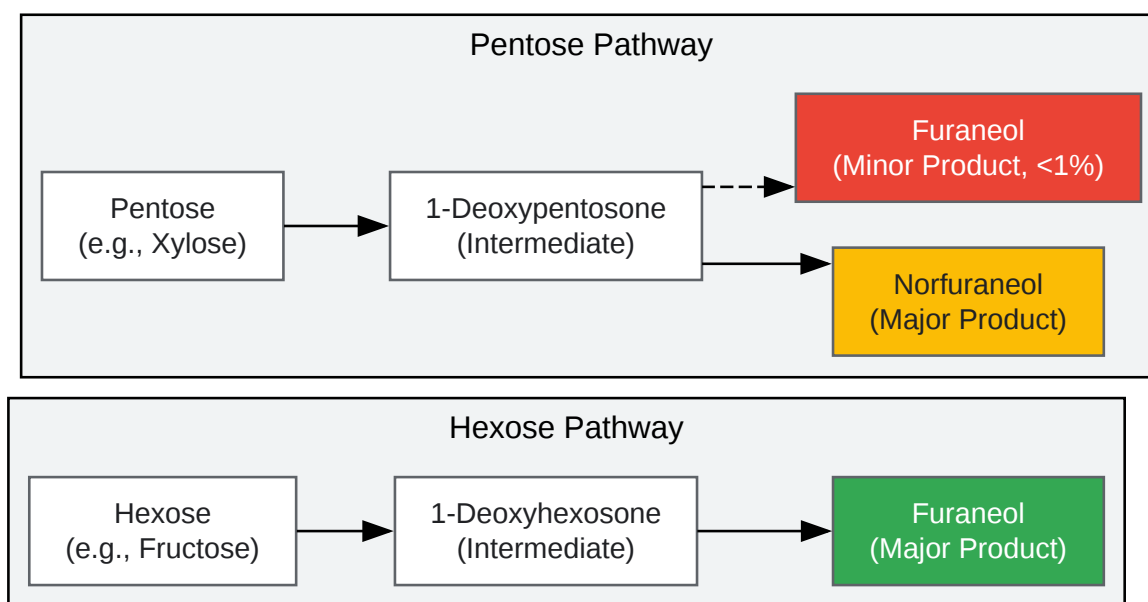 Pentose Pathway
Pentose
(e.g., Xylose)
1-Deoxypentosone
(Intermediate)
Furaneol
(Minor Product, <1%)
Norfuraneol
(Major Product)
Hexose Pathway
Hexose
(e.g., Fructose)
1-Deoxyhexosone
(Intermediate)
Furaneol
(Major Product)